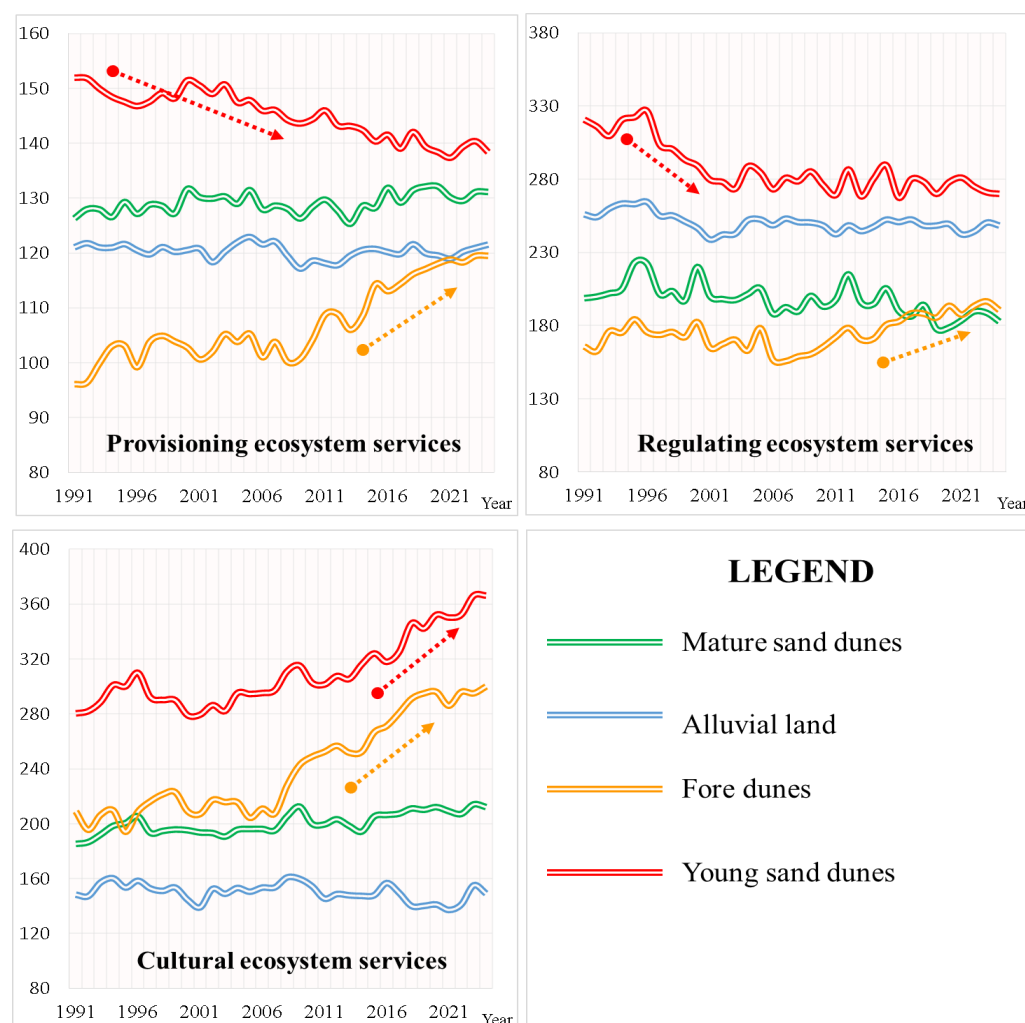 160
150
140
130
120
110
100
90
80
Provisioning ecosystem services
1991 1996 2001 2006 2011 2016 2021 Year
380
330
280
230
180
130
80
Regulating ecosystem services
1991 1996 2001 2006 2011 2016 2021 Year
400
360
320
280
240
200
160
120
80
Cultural ecosystem services
1991 1996 2001 2006 2011 2016 2021 Year
LEGEND
Mature sand dunes
Alluvial land
Fore dunes
Young sand dunes